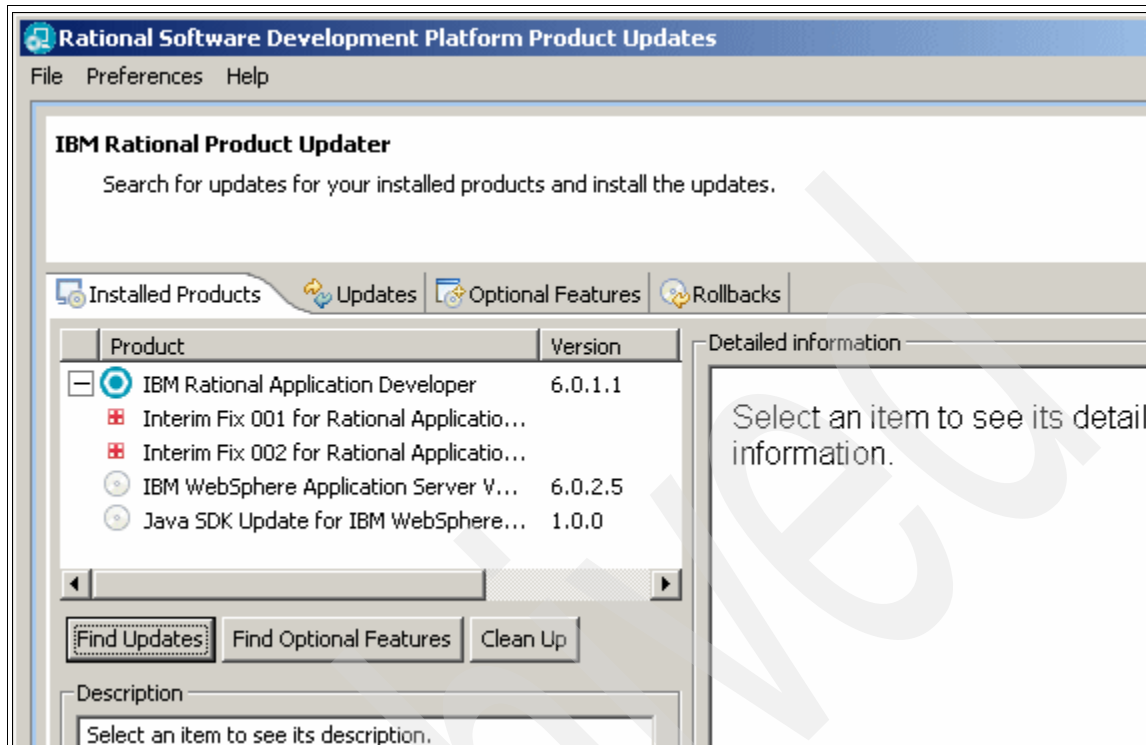 Rational Software Development Platform Product Updates
File Preferences Help
IBM Rational Product Updater
Search for updates for your installed products and install the updates.
Installed Products Updates Optional Features Rollbacks
Product Version
IBM Rational Application Developer 6.0.1.1
Interim Fix 001 for Rational Applicatio...
Interim Fix 002 for Rational Applicatio...
IBM WebSphere Application Server V... 6.0.2.5
Java SDK Update for IBM WebSphere... 1.0.0
Find Updates Find Optional Features Clean Up
Description
Select an item to see its description.
Detailed information
Select an item to see its detail
information.